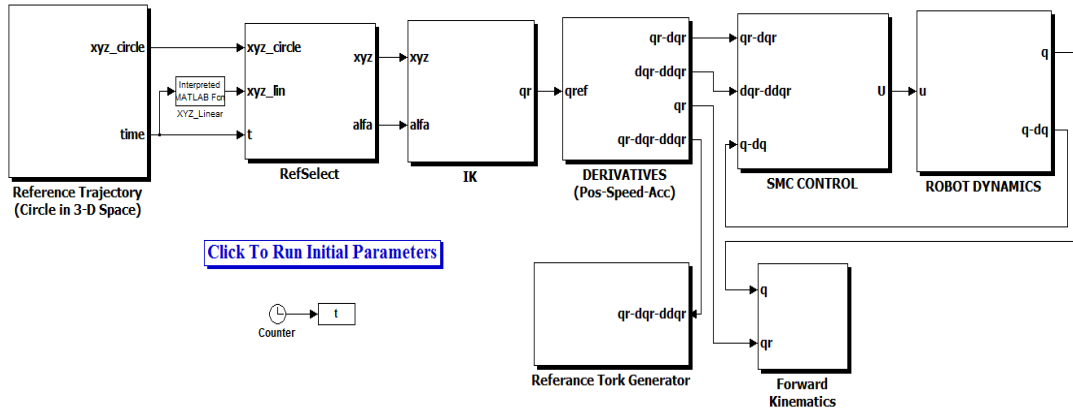 xyz_circle
time
Reference Trajectory
(Circle in 3-D Space)
Interpreted
MATLAB Fcn
XYZ_Linear
xyz_circle
xyz_lin
t
xyz
alfa
RefSelect
xyz
alfa
qr
IK
qref
qr-dqr
dqr-ddqr
qr
qr-dqr-ddqr
DERIVATIVES
(Pos-Speed-Acc)
qr-dqr
dqr-ddqr
q-dq
U
SMC CONTROL
u
q
q-dq
ROBOT DYNAMICS
Click To Run Initial Parameters
Counter
t
qr-dqr-ddqr
Referance Tork Generator
q
qr
Forward
Kinematics